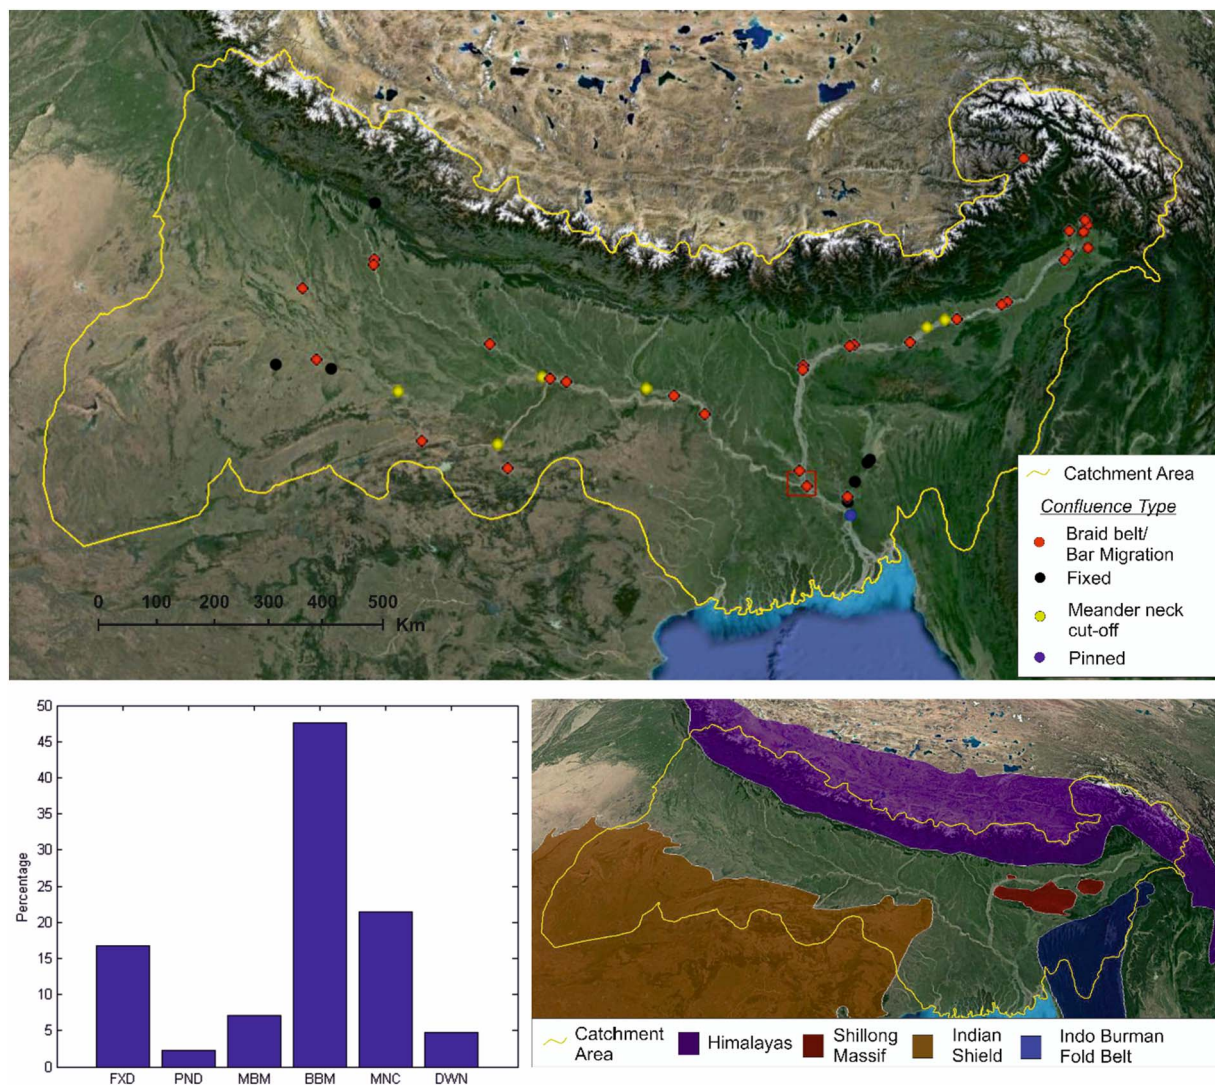 Catchment Area
Confluence Type
Braid belt/
Bar Migration
Fixed
Meander neck
cut-off
Pinned
0 100 200 300 400 500
Km
50
45
40
35
30
25
20
15
10
5
0
Percentage
FXD PND MBM BBM MNC DWN
Catchment
Area
Himalayas
Shillong
Massif
Indian
Shield
Indo Burman
Fold Belt